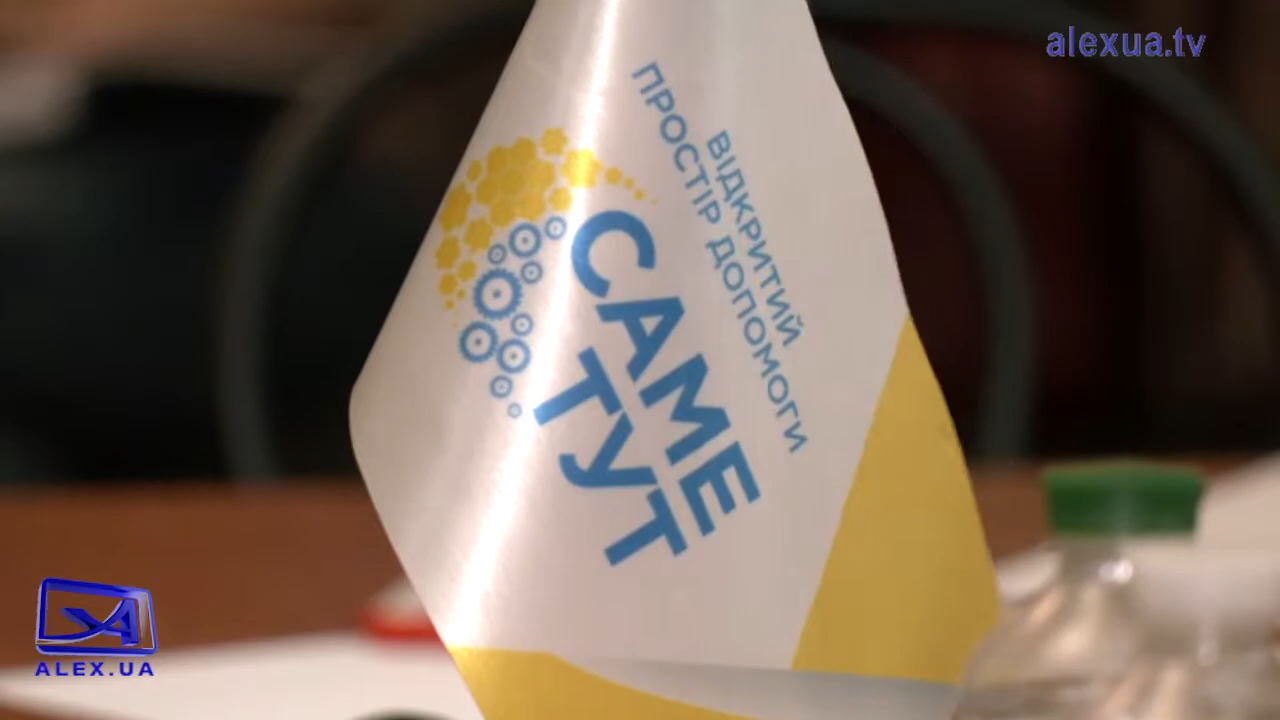 alexua.tv
САМЕ
ТУТ
ВІДКРИТИЙ
ПРОСТІР ДОПОМОГИ
ALEX.UA